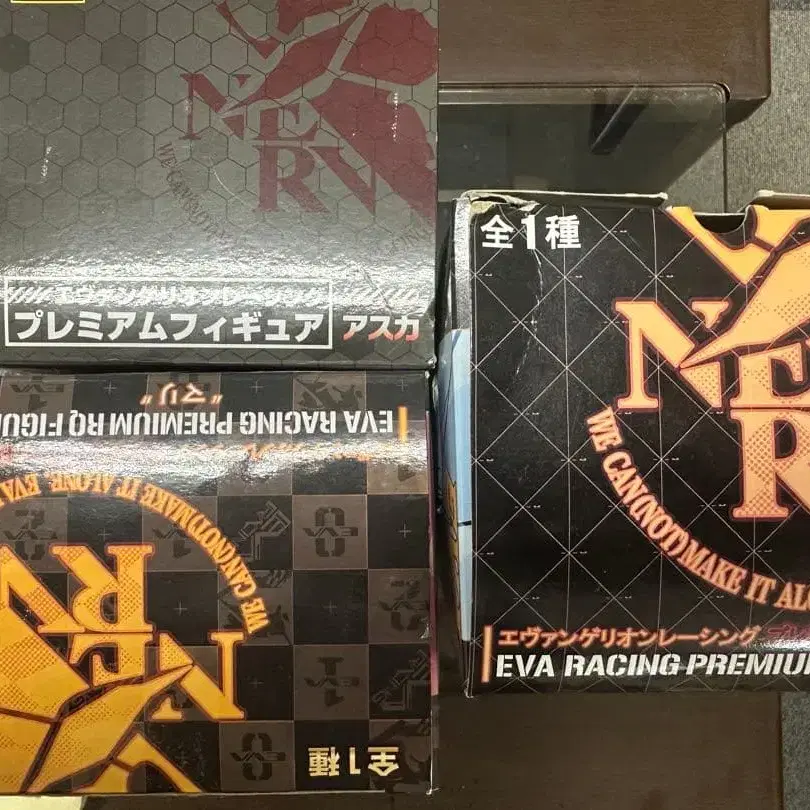 NERV
WE CAN(NOT)
エヴァンゲリオンレーシング
プレミアムフィギュア アスカ
EVA RACING PREMIUM RQ FIGU
"マリ"
WE CAN(NOT) MAKE IT ALONE. EVA
NERV
全1種
全1種
NERV
WE CAN(NOT) MAKE IT AL
エヴァンゲリオンレーシング
EVA RACING PREMIU